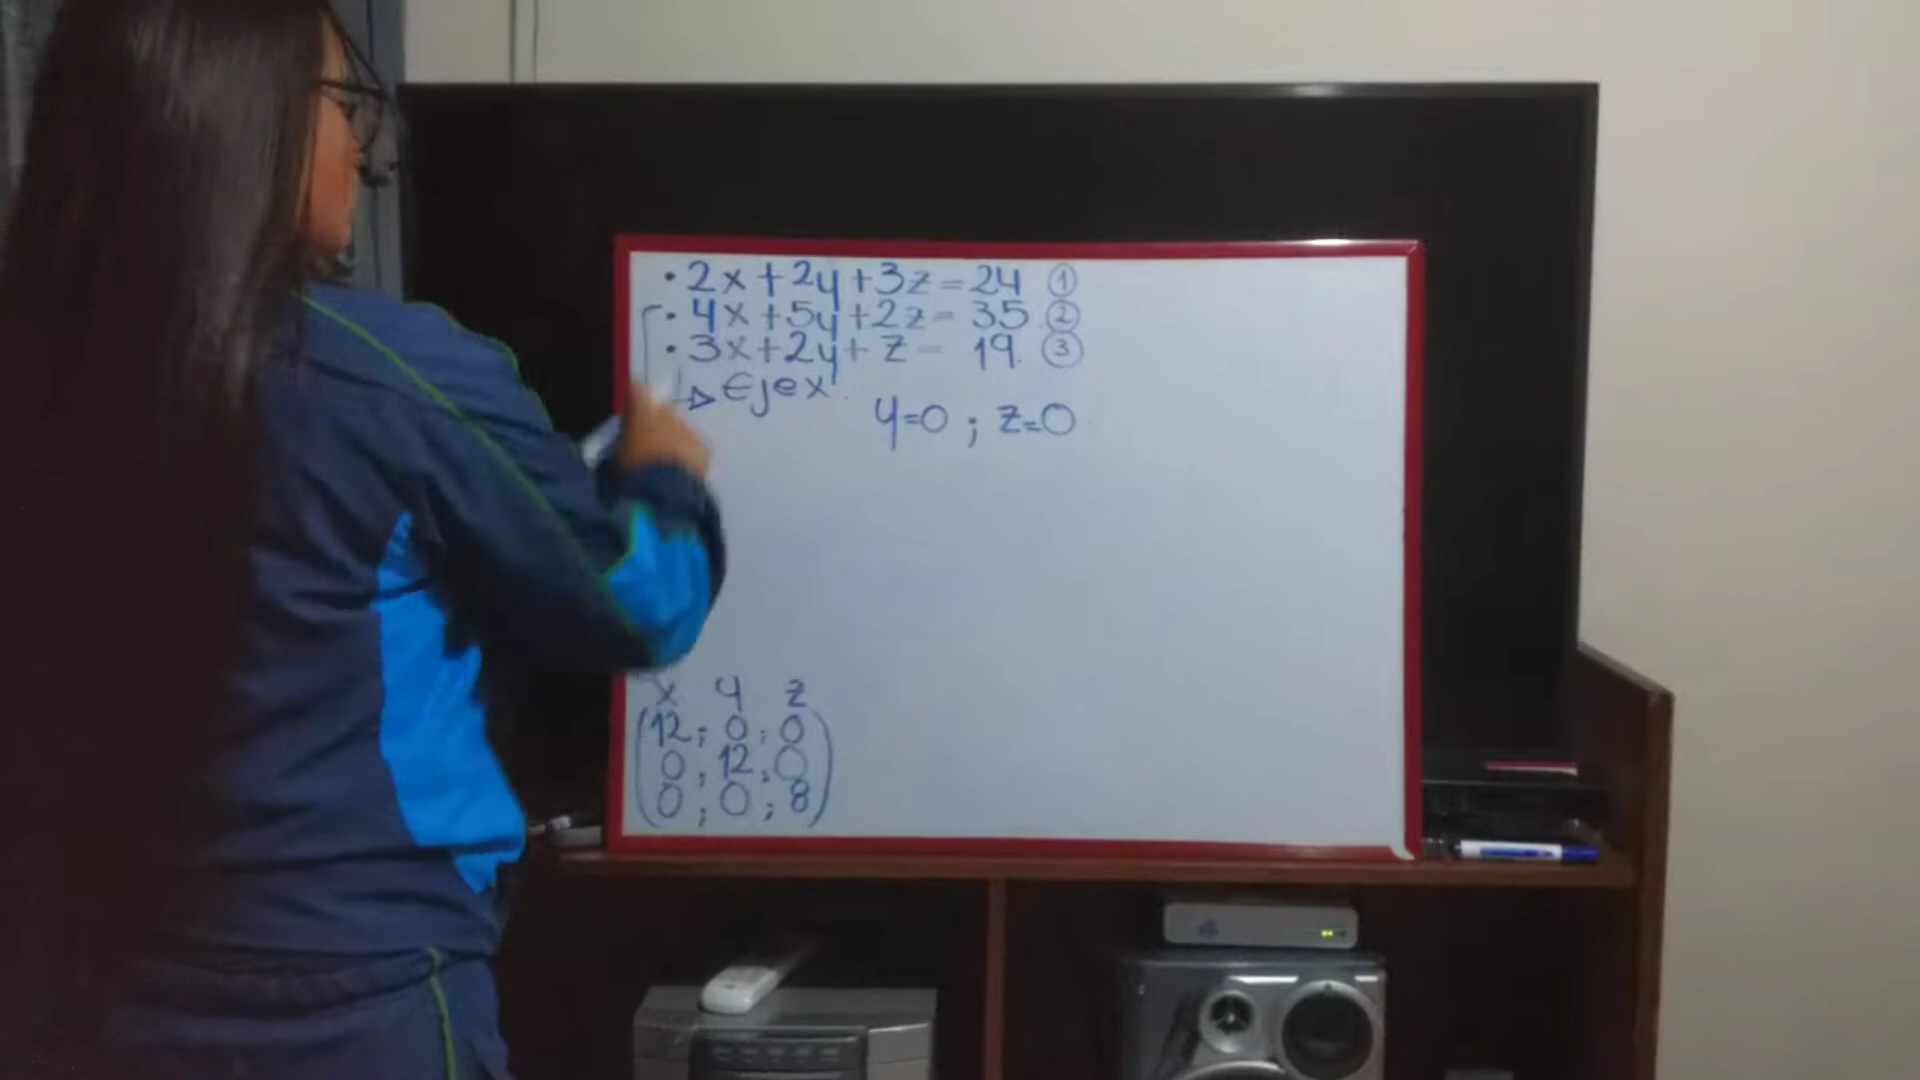 • 2x+2y+3z=24 ①
• 4x+5y+2z= 35 ②
• 3x+2y+ z = 19. ③
Eje x
y=0 ; z=0
x y z
(12; 0; 0
0; 12; 0
0; 0; 8)